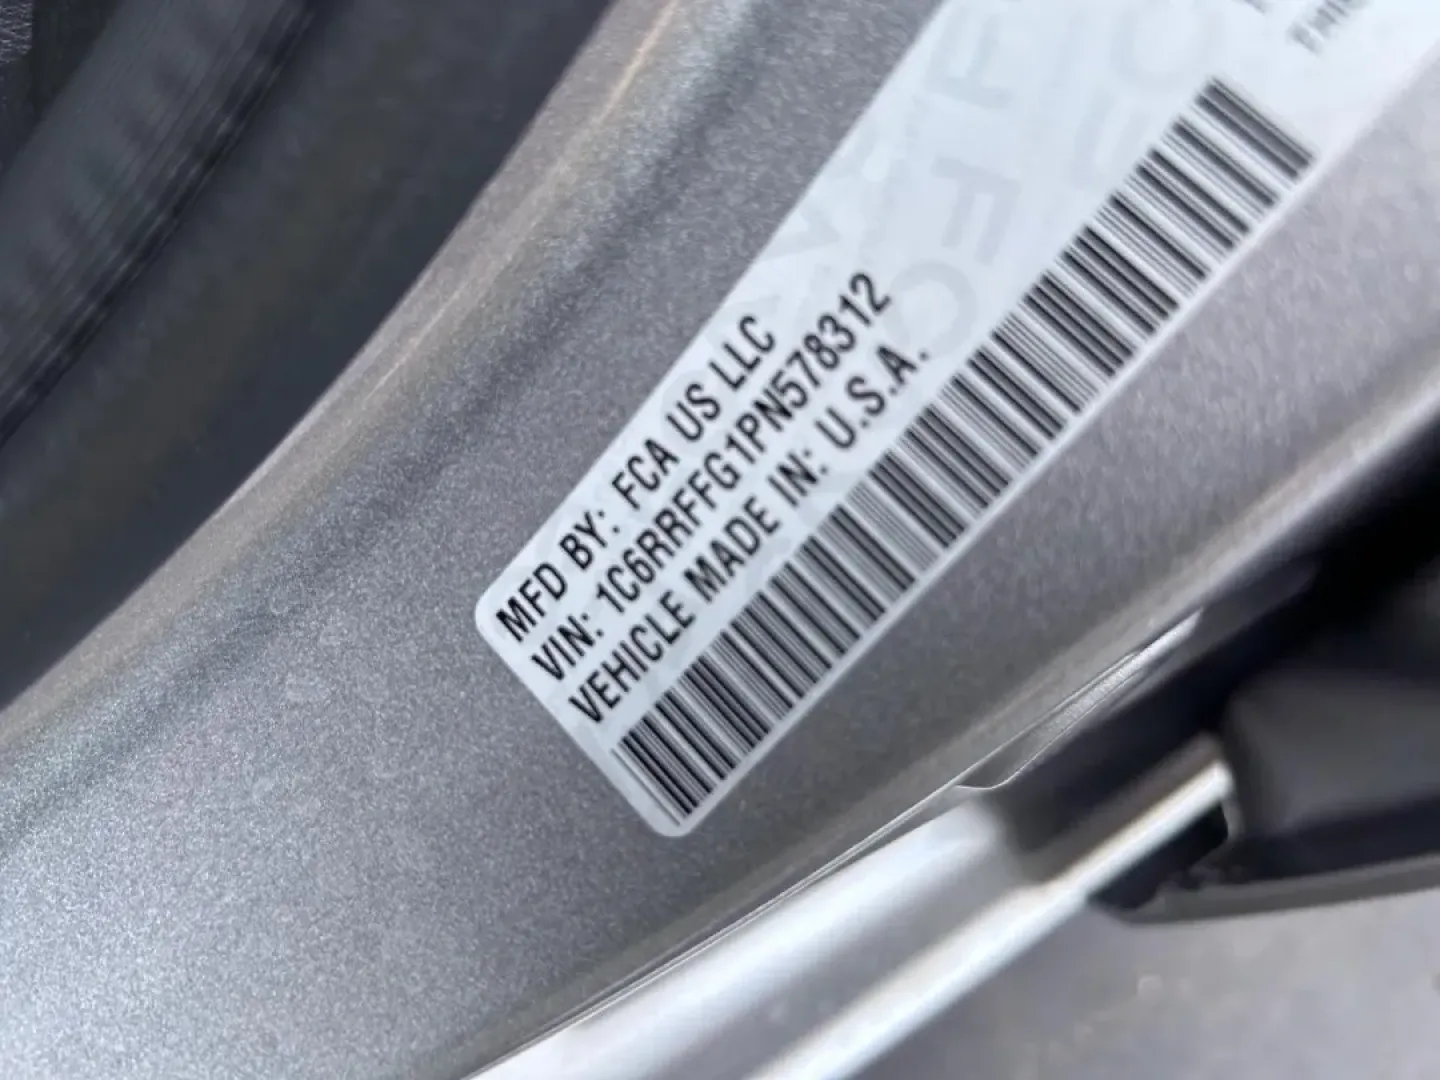 MFD BY: FCA US LLC
VIN: 1C6RRFFG1PN578312
VEHICLE MADE IN: U.S.A.